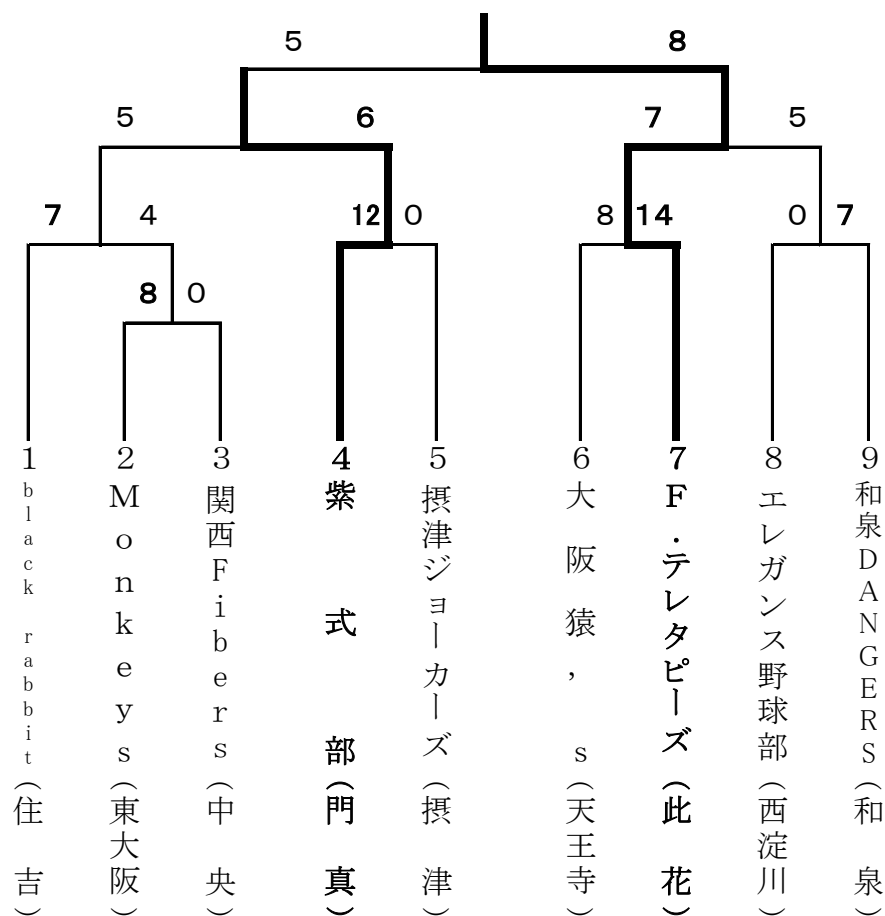 5 8
5 6 7 5
7 4 12 0 8 14 0 7
8 0
1 black rabbit(住吉)
2 Monkeys(東大阪)
3 関西Fibers(中央)
4 紫式部(門真)
5 摂津ジョーカーズ(摂津)
6 大阪猿,s(天王寺)
7 F・テレタピーズ(此花)
8 エレガンス野球部(西淀川)
9 和泉DANGERS(和泉)